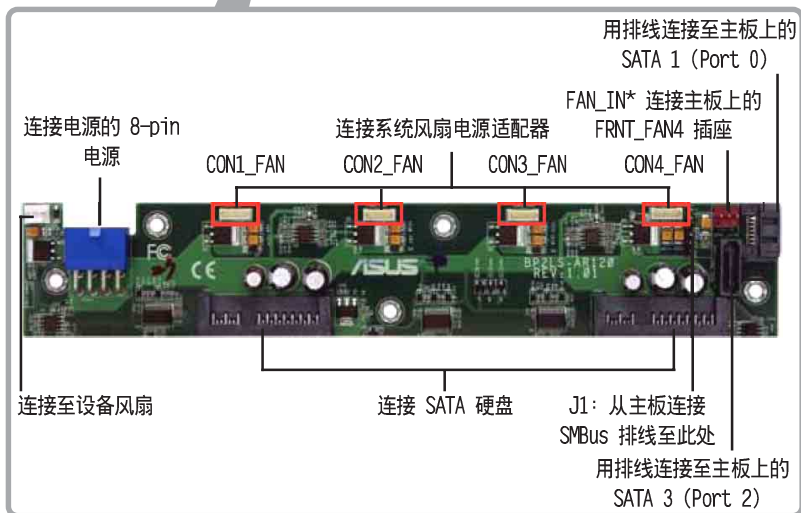 用排线连接至主板上的
SATA 1 (Port 0)
FAN_IN* 连接主板上的
FRNT_FAN4 插座
连接电源的 8-pin
电源
连接系统风扇电源适配器
CON1_FAN
CON2_FAN
CON3_FAN
CON4_FAN
FC
CE
ASUS
BP2LS-AR120
REV:1.01
连接至设备风扇
连接 SATA 硬盘
J1: 从主板连接
SMBus 排线至此处
用排线连接至主板上的
SATA 3 (Port 2)